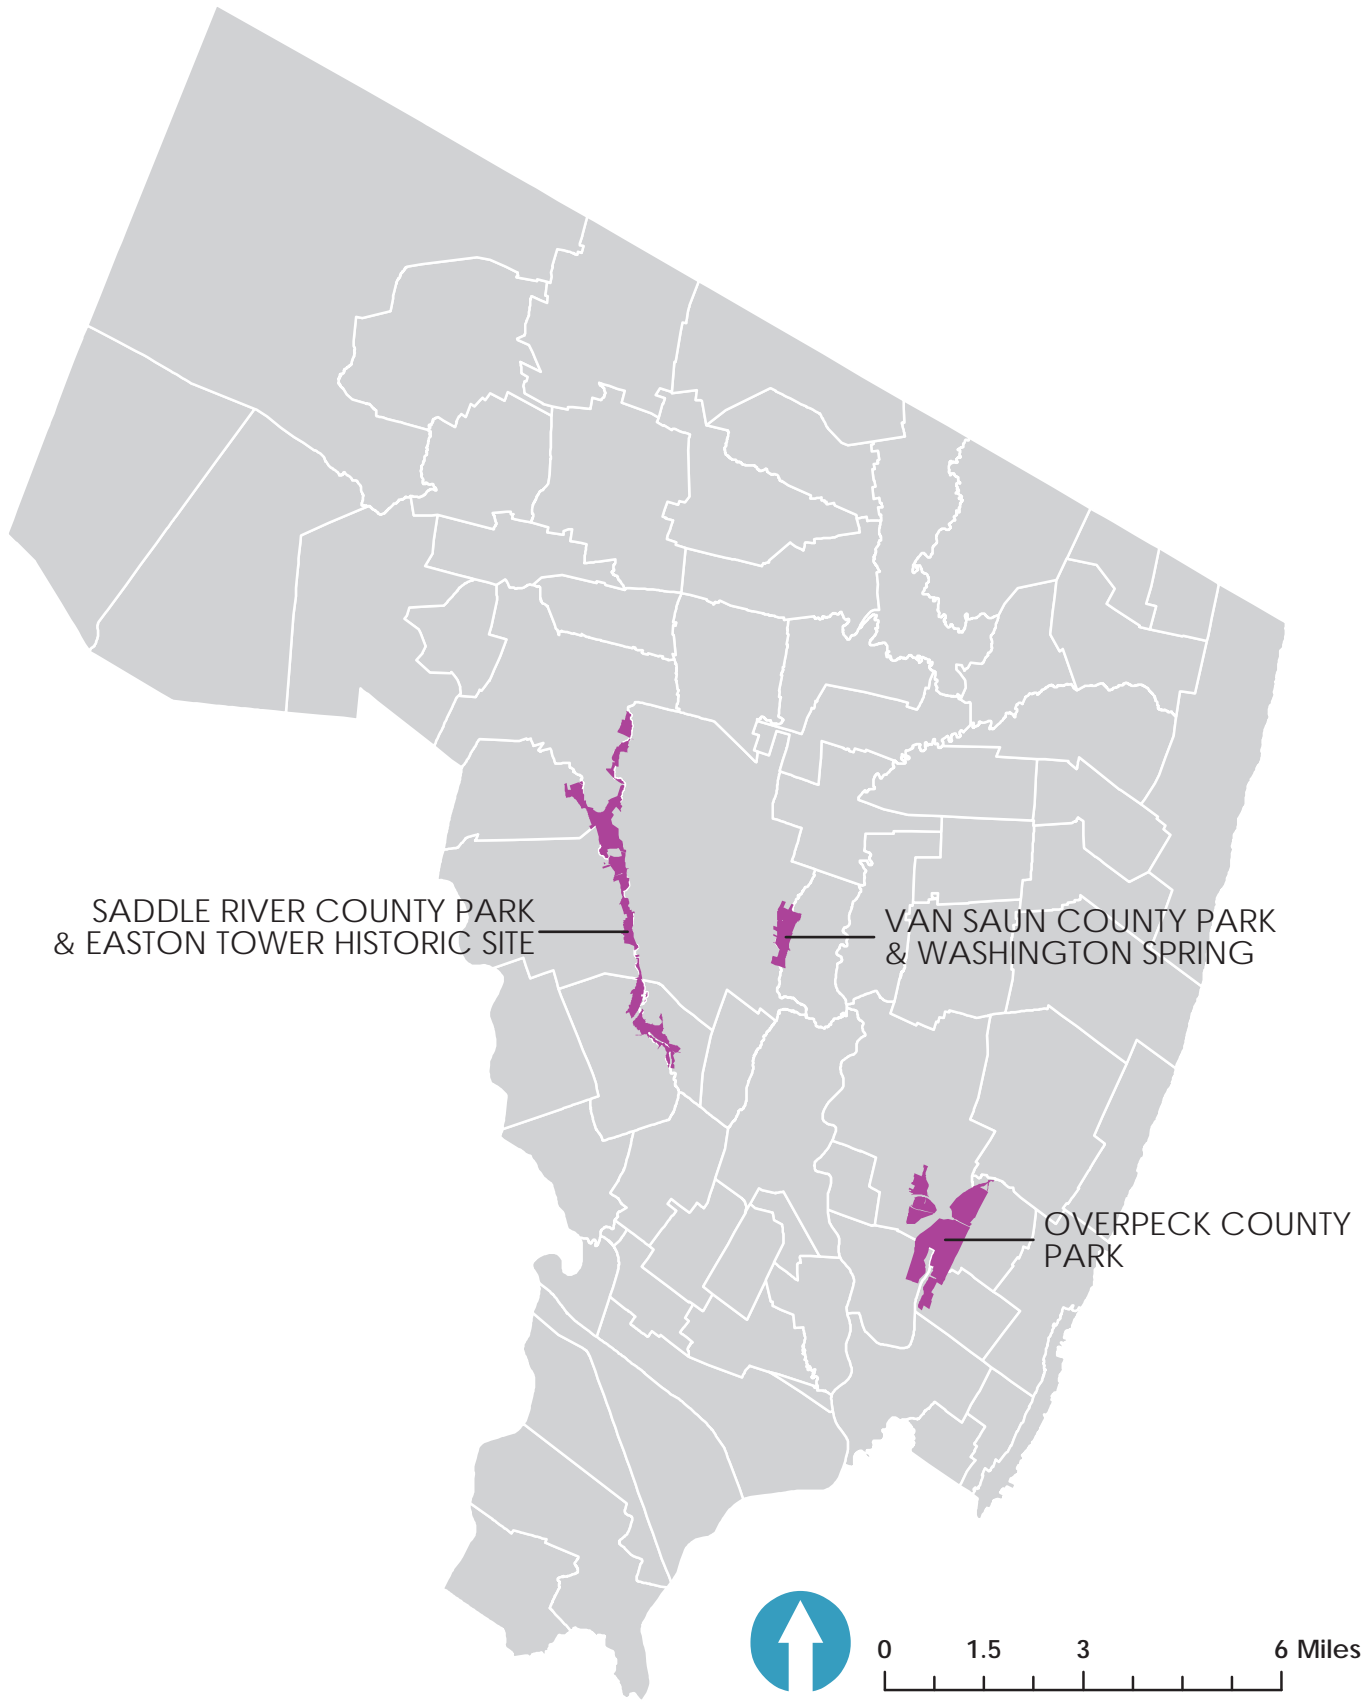 SADDLE RIVER COUNTY PARK
& EASTON TOWER HISTORIC SITE
VAN SAUN COUNTY PARK
& WASHINGTON SPRING
OVERPECK COUNTY
PARK
0 1.5 3 6 Miles